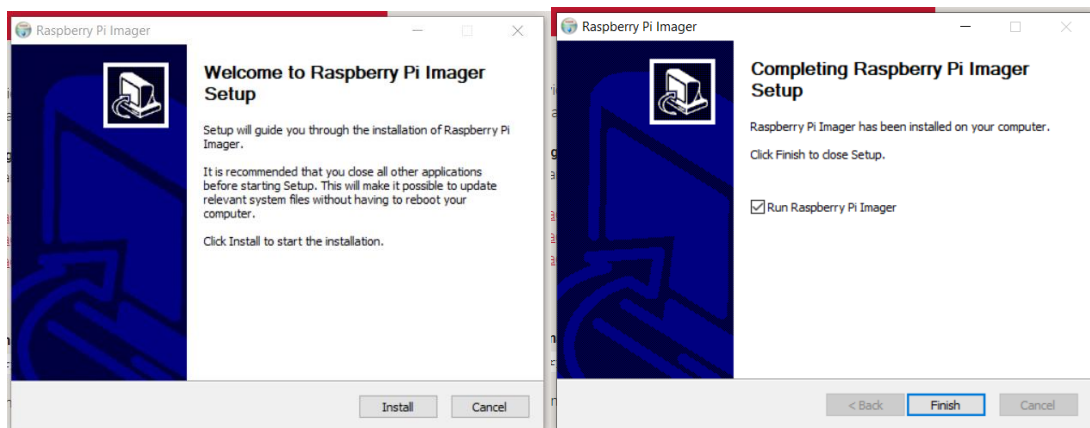 Raspberry Pi Imager
Welcome to Raspberry Pi Imager
Setup
Setup will guide you through the installation of Raspberry Pi
Imager.
It is recommended that you close all other applications
before starting Setup. This will make it possible to update
relevant system files without having to reboot your
computer.
Click Install to start the installation.
Install
Cancel
Raspberry Pi Imager
Completing Raspberry Pi Imager
Setup
Raspberry Pi Imager has been installed on your computer.
Click Finish to close Setup.
Run Raspberry Pi Imager
< Back
Finish
Cancel